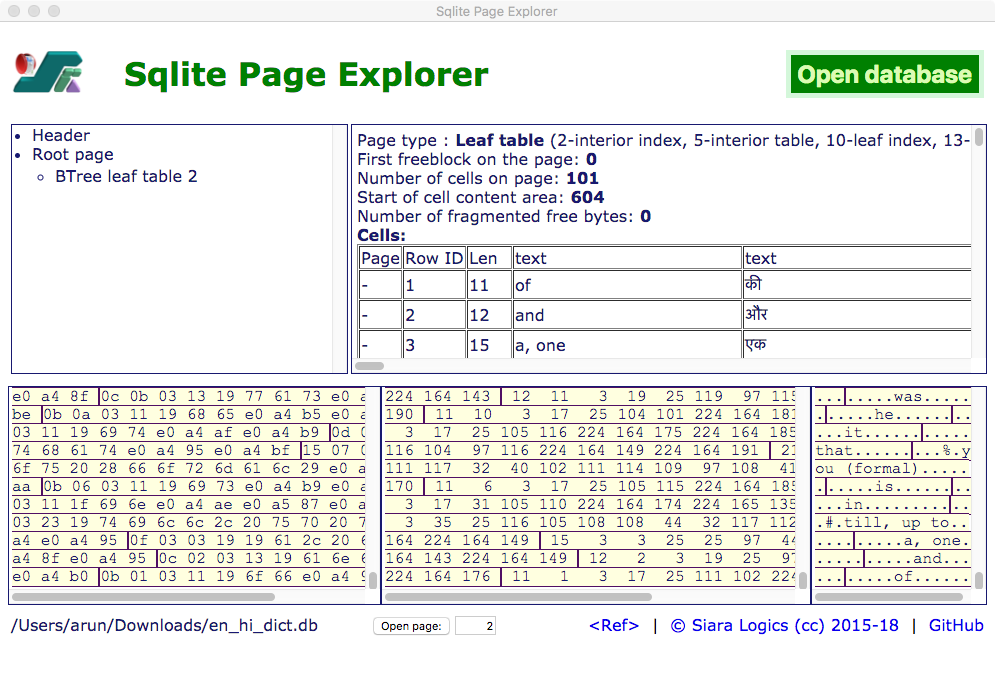 Sqlite Page Explorer
Sqlite Page Explorer
Open database
Header
Root page
BTree leaf table 2
Page type : Leaf table (2-interior index, 5-interior table, 10-leaf index, 13-
First freeblock on the page: 0
Number of cells on page: 101
Start of cell content area: 604
Number of fragmented free bytes: 0
Cells:
Page Row ID Len text text
- 1 11 of की
- 2 12 and और
- 3 15 a, one एक
e0 a4 8f 0c 0b 03 13 19 77 61 73 e0
be 0b 0a 03 11 19 68 65 e0 a4 b5 e0
03 11 19 69 74 e0 a4 af e0 a4 b9 0d
74 68 61 74 e0 a4 95 e0 a4 bf 15 07
6f 75 20 28 66 6f 72 6d 61 6c 29 e0
aa 0b 06 03 11 19 69 73 e0 a4 b9 e0
03 11 1f 69 6e e0 a4 ae e0 a5 87 e0
03 23 19 74 69 6c 6c 2c 20 75 70 20
a4 e0 a4 95 0f 03 03 19 19 61 2c 20
a4 8f e0 a4 95 0c 02 03 13 19 61 6e
e0 a4 b0 0b 01 03 11 19 6f 66 e0 a4
224 164 143 12 11 3 19 25 119 97 115
190 11 10 3 17 25 104 101 224 164 181
3 17 25 105 116 224 164 175 224 164 185
116 104 97 116 224 164 149 224 164 191 21
111 117 32 40 102 111 114 109 97 108 41
170 11 6 3 17 25 105 115 224 164 185
3 17 31 105 110 224 164 174 224 165 135
3 35 25 116 105 108 108 44 32 117 112
164 224 164 149 15 3 3 25 25 97 44
164 143 224 164 149 12 2 3 19 25 97
224 164 176 11 1 3 17 25 111 102 224
...|.....was.....
.|.....he......|..
...it......|.....
that......|...%.y
ou (formal).....
.|.....is......|..
...in.........|..
.#.till, up to..
....|.....a, one.
.....|.....and...
...|.....of......
/Users/arun/Downloads/en_hi_dict.db
Open page: 2
<Ref> | © Siara Logics (cc) 2015-18 | GitHub